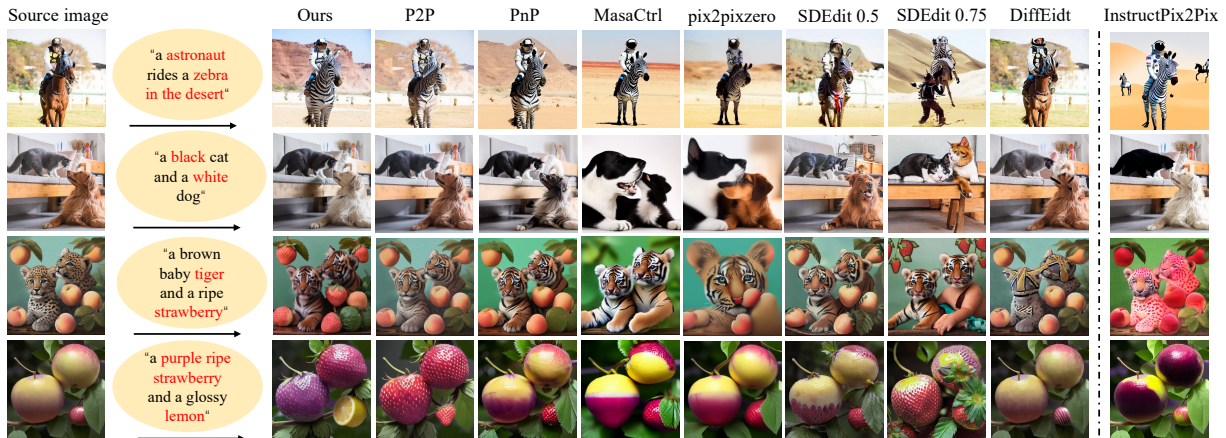 Source image Ours P2P PnP MasaCtrl pix2pixzero SDEdit 0.5 SDEdit 0.75 DiffEidt InstructPix2Pix
“a astronaut
rides a zebra
in the desert“
“a black cat
and a white
dog“
“a brown
baby tiger
and a ripe
strawberry“
“a purple ripe
strawberry
and a glossy
lemon“